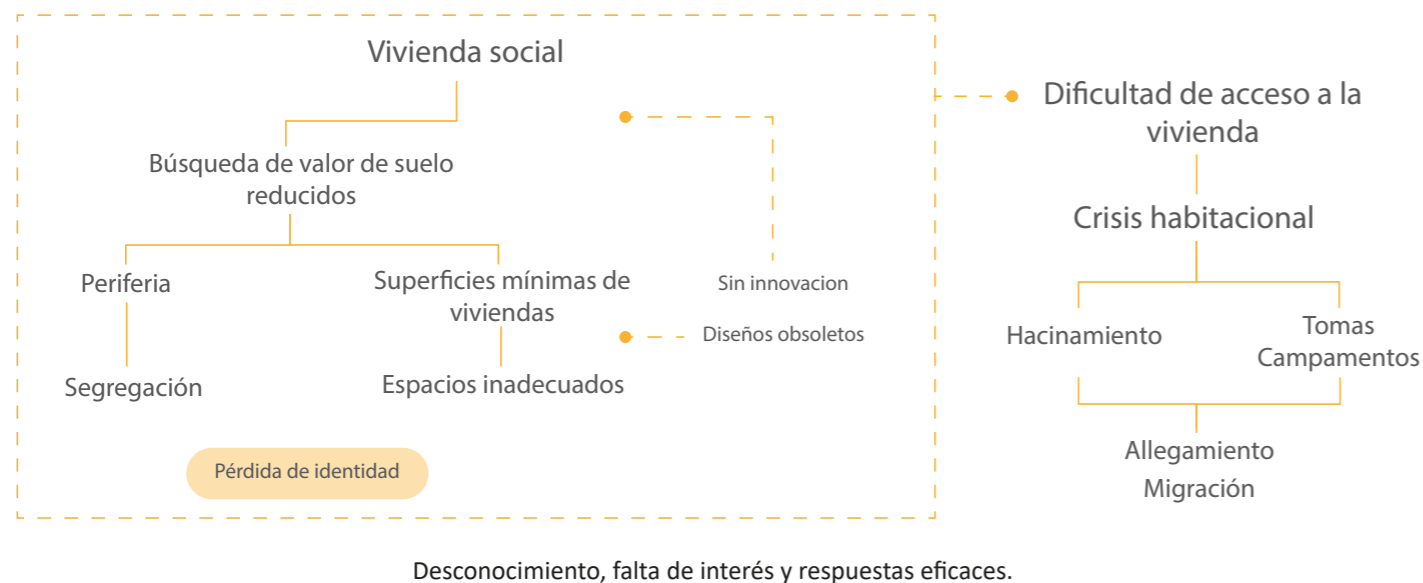 Vivienda social
Búsqueda de valor de suelo
reducidos
Periferia
Superficies mínimas de
viviendas
Segregación
Espacios inadecuados
Sin innovacion
Diseños obsoletos
Pérdida de identidad
Dificultad de acceso a la
vivienda
Crisis habitacional
Hacinamiento
Tomas
Campamentos
Allegamiento
Migración
Desconocimiento, falta de interés y respuestas eficaces.